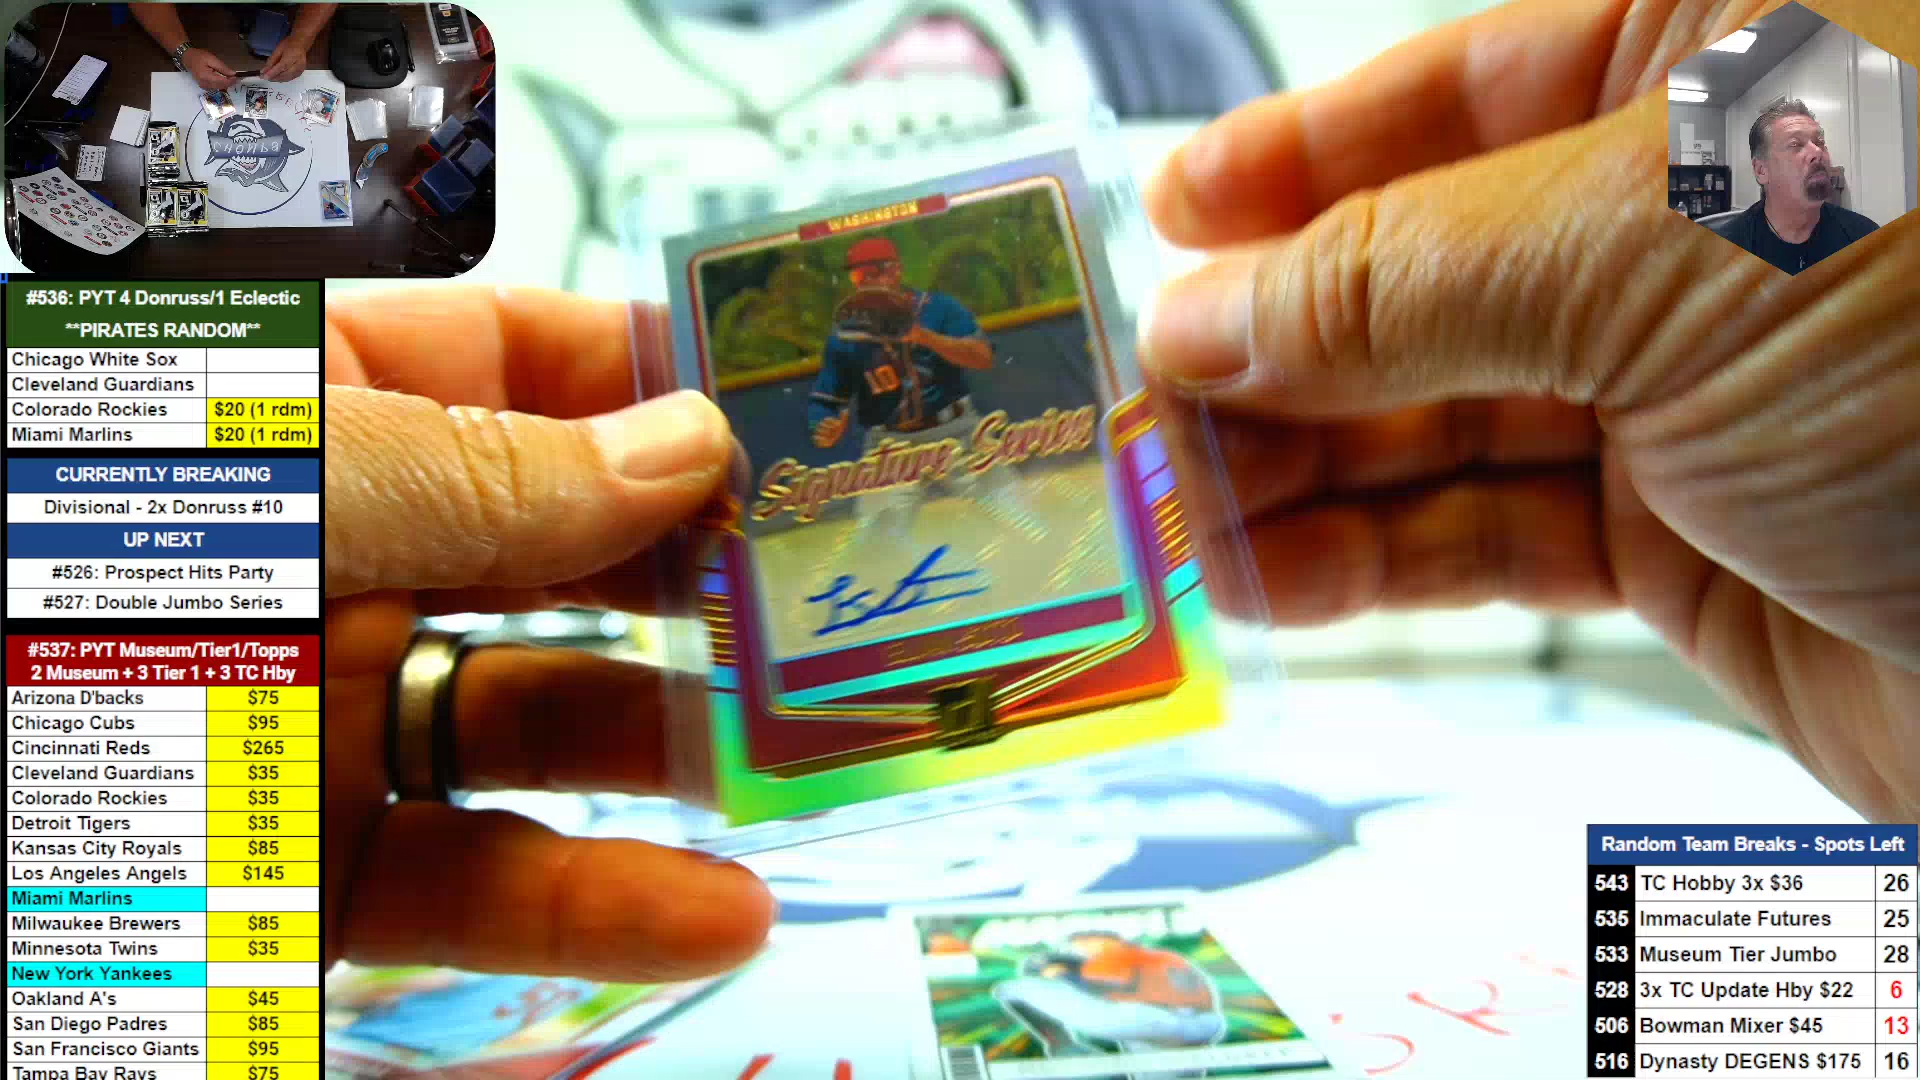 #536: PYT 4 Donruss/1 Eclectic
**PIRATES RANDOM**
Chicago White Sox
Cleveland Guardians
Colorado Rockies $20 (1 rdm)
Miami Marlins $20 (1 rdm)
CURRENTLY BREAKING
Divisional - 2x Donruss #10
UP NEXT
#526: Prospect Hits Party
#527: Double Jumbo Series
#537: PYT Museum/Tier1/Topps
2 Museum + 3 Tier 1 + 3 TC Hby
Arizona D'backs $75
Chicago Cubs $95
Cincinnati Reds $265
Cleveland Guardians $35
Colorado Rockies $35
Detroit Tigers $35
Kansas City Royals $85
Los Angeles Angels $145
Miami Marlins
Milwaukee Brewers $85
Minnesota Twins $35
New York Yankees
Oakland A's $45
San Diego Padres $85
San Francisco Giants $95
Tampa Bay Rays $75
WASHINGTON
10
Signature Series
Random Team Breaks - Spots Left
543 TC Hobby 3x $36 26
535 Immaculate Futures 25
533 Museum Tier Jumbo 28
528 3x TC Update Hby $22 6
506 Bowman Mixer $45 13
516 Dynasty DEGENS $175 16